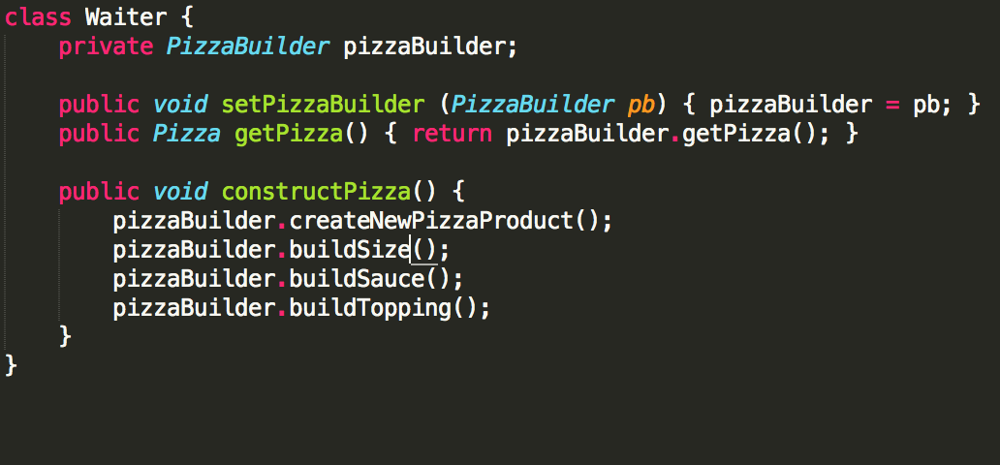 class Waiter {
    private PizzaBuilder pizzaBuilder;
    public void setPizzaBuilder (PizzaBuilder pb) { pizzaBuilder = pb; }
    public Pizza getPizza() { return pizzaBuilder.getPizza(); }
    public void constructPizza() {
        pizzaBuilder.createNewPizzaProduct();
        pizzaBuilder.buildSize();
        pizzaBuilder.buildSauce();
        pizzaBuilder.buildTopping();
    }
}